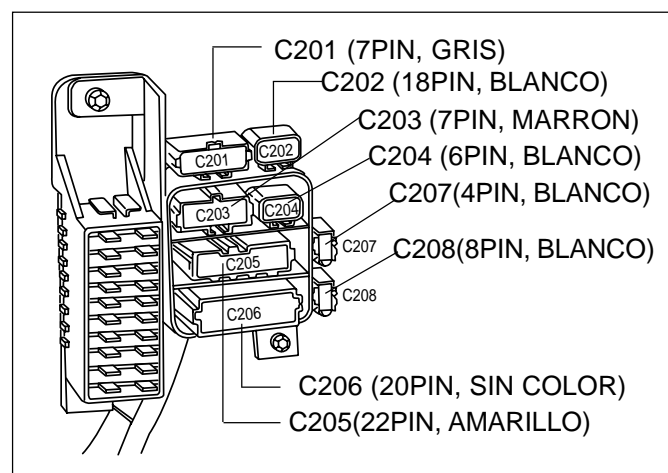 C201 (7PIN, GRIS)
C202 (18PIN, BLANCO)
C203 (7PIN, MARRON)
C204 (6PIN, BLANCO)
C207(4PIN, BLANCO)
C208(8PIN, BLANCO)
C201
C202
C203
C204
C207
C205
C208
C206
C206 (20PIN, SIN COLOR)
C205(22PIN, AMARILLO)